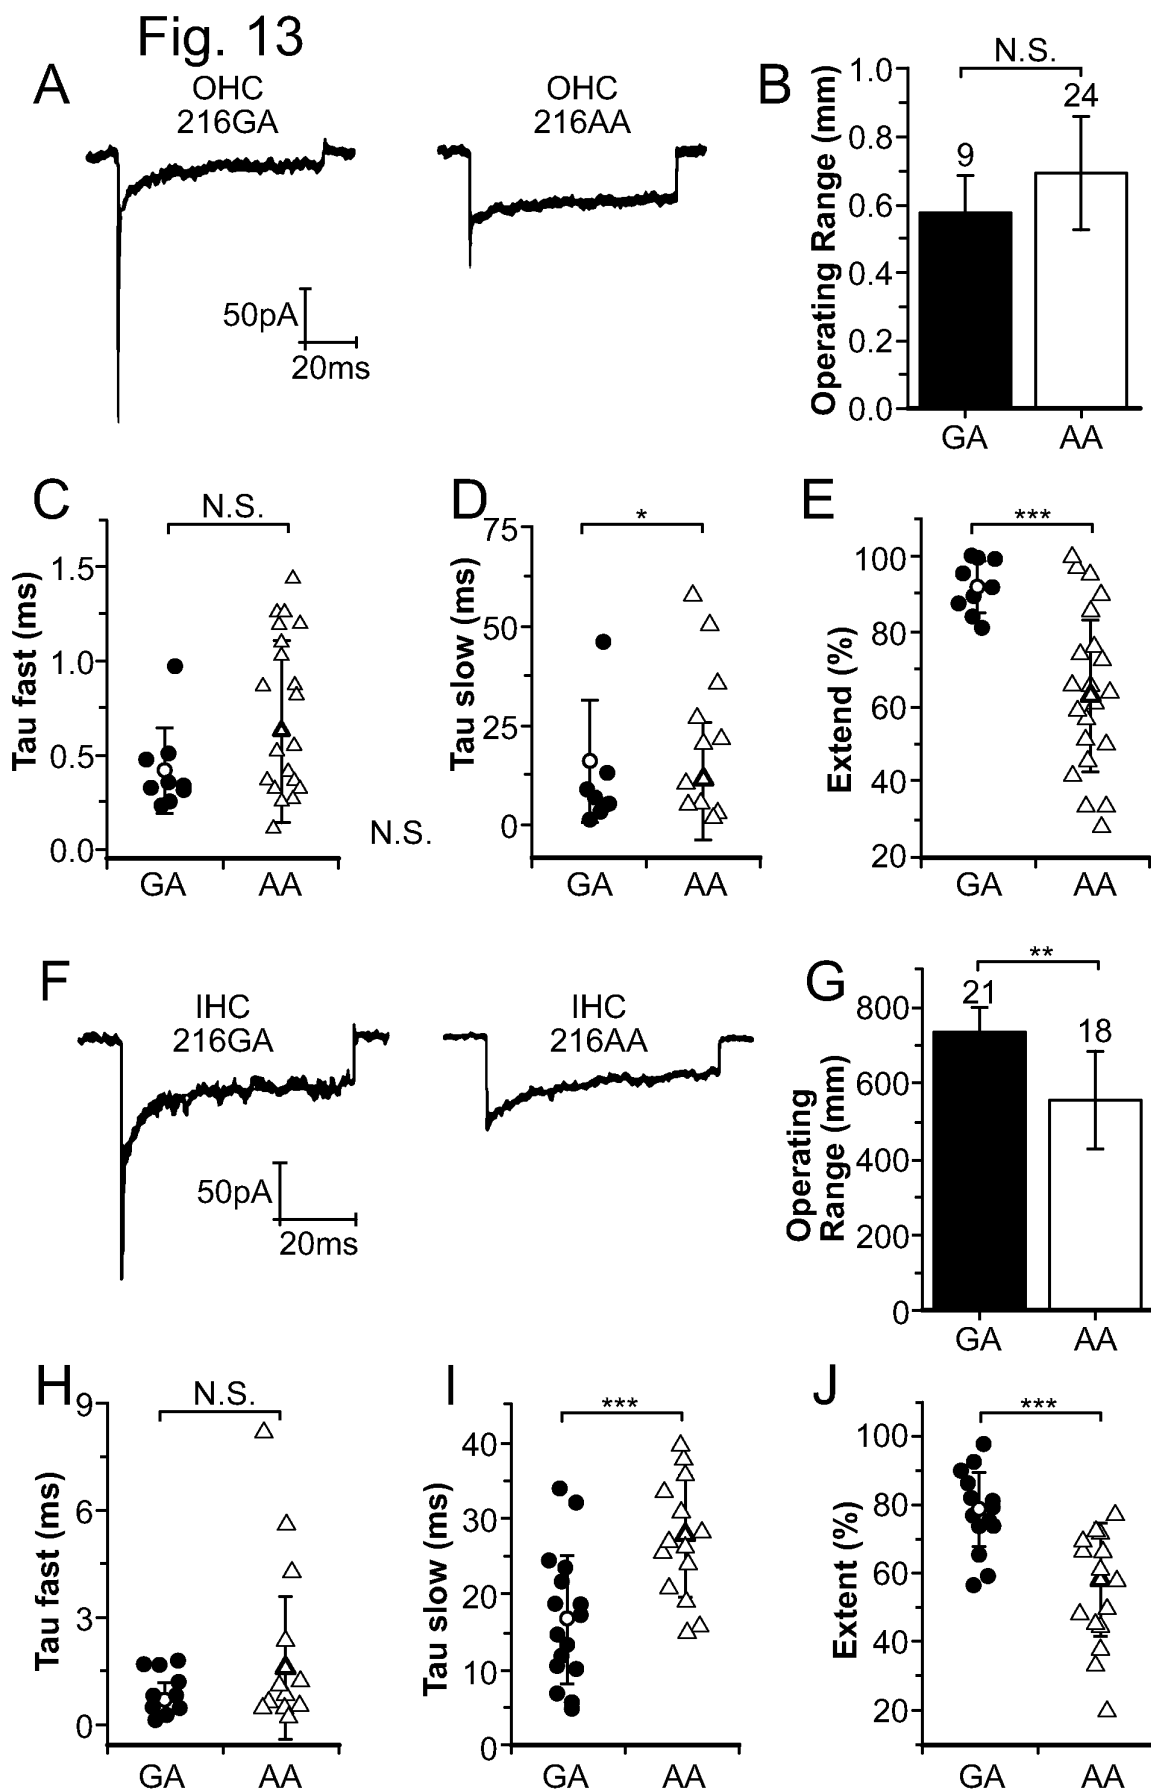 Fig. 13
A
OHC
216GA
OHC
216AA
50pA
20ms
B
N.S.
Operating Range (mm)
1.0
0.8
0.6
0.4
0.2
0.0
9
24
GA
AA
C
N.S.
Tau fast (ms)
1.5
1.0
0.5
0.0
GA
AA
N.S.
D
*
Tau slow (ms)
75
50
25
0
GA
AA
E
***
Extend (%)
100
80
60
40
20
GA
AA
F
IHC
216GA
IHC
216AA
50pA
20ms
G
**
Operating
Range (mm)
800
600
400
200
0
21
18
GA
AA
H
N.S.
Tau fast (ms)
9
6
3
0
GA
AA
I
***
Tau slow (ms)
40
30
20
10
0
GA
AA
J
***
Extent (%)
100
80
60
40
20
GA
AA